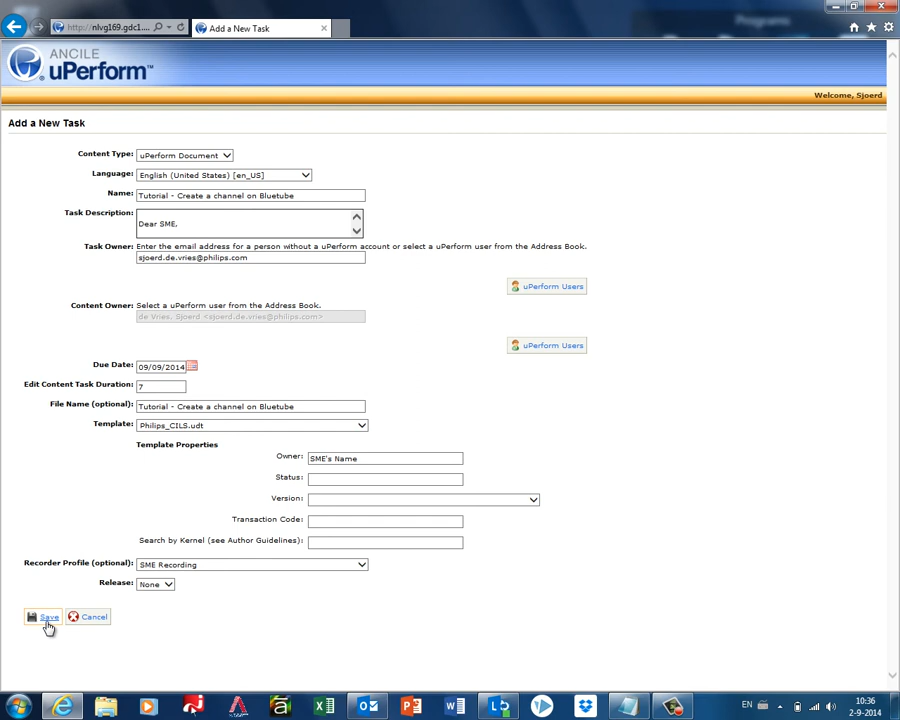 Programs
http://nlvg169.gdc1....
Add a New Task
ANCILE
uPerform™
Welcome, Sjoerd
Add a New Task
Content Type: uPerform Document
Language: English (United States) [en_US]
Name: Tutorial - Create a channel on Bluetube
Task Description: Dear SME.
Task Owner: Enter the email address for a person without a uPerform account or select a uPerform user from the Address Book.
sjoerd.de.vries@philips.com
uPerform Users
Content Owner: Select a uPerform user from the Address Book.
de Vries, Sjoerd <sjoerd.de.vries@philips.com>
uPerform Users
Due Date: 09/09/2014
Edit Content Task Duration: 7
File Name (optional): Tutorial - Create a channel on Bluetube
Template: Philips_CILS.udt
Template Properties
Owner: SME's Name
Status:
Version:
Transaction Code:
Search by Kernel (see Author Guidelines):
Recorder Profile (optional): SME Recording
Release: None
Save Cancel
EN
10:36
2-9-2014